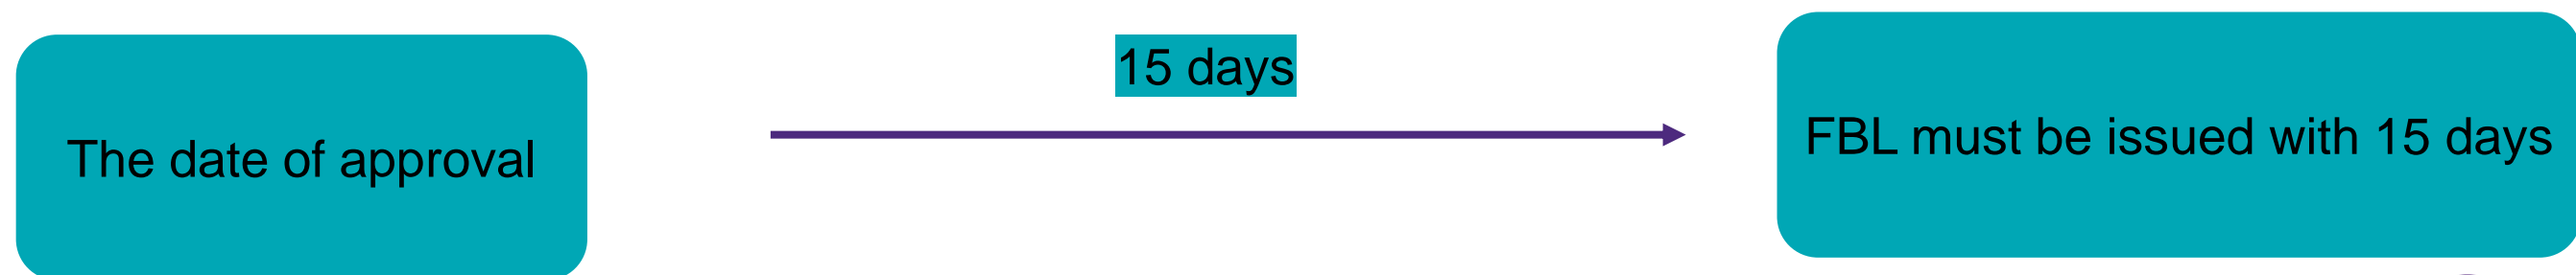 The date of approval
15 days
FBL must be issued with 15 days